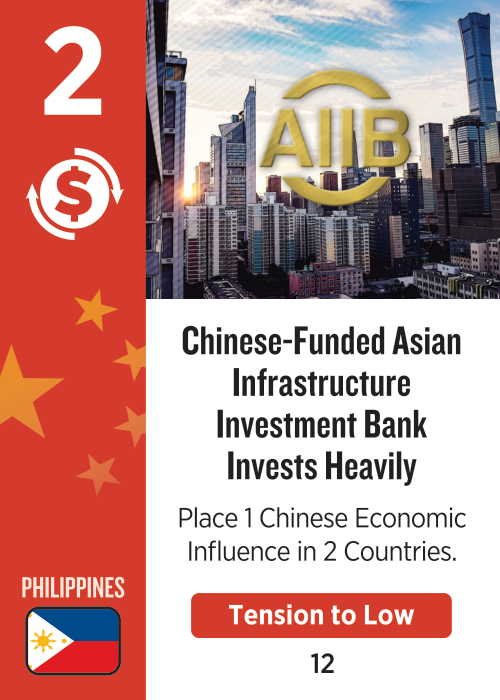 2
$
AIIB
Chinese-Funded Asian
Infrastructure
Investment Bank
Invests Heavily
Place 1 Chinese Economic
Influence in 2 Countries.
PHILIPPINES
Tension to Low
12